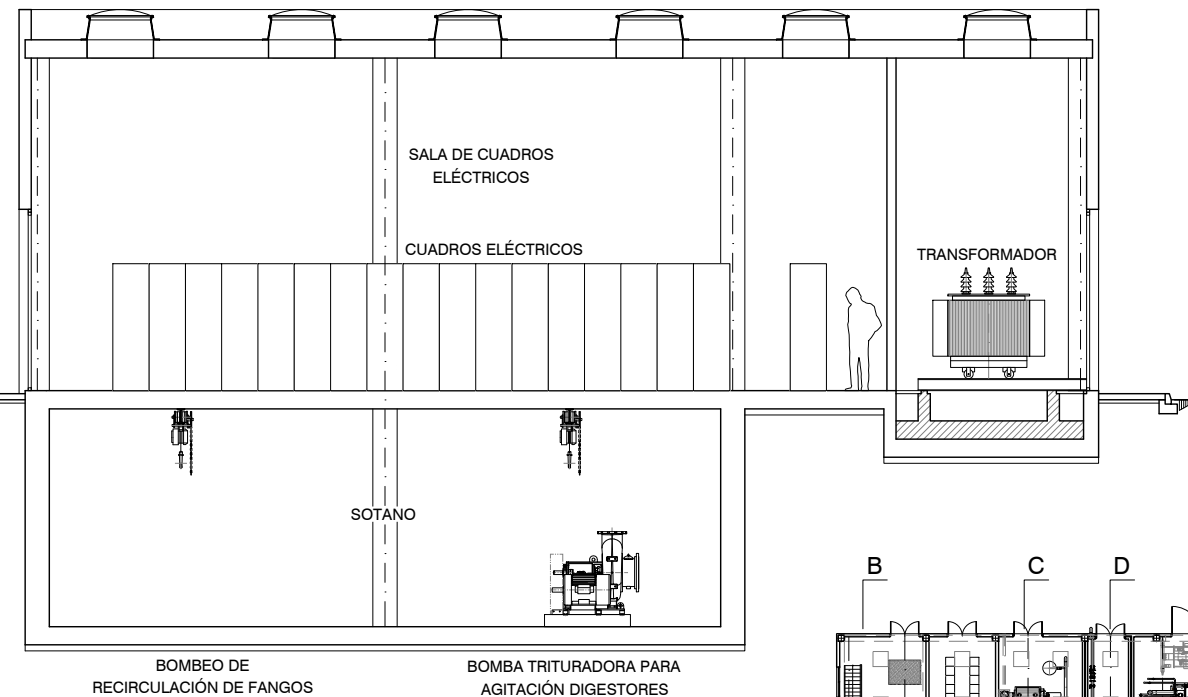 SALA DE CUADROS
ELÉCTRICOS
CUADROS ELÉCTRICOS
TRANSFORMADOR
SOTANO
B
C
D
BOMBEO DE
RECIRCULACIÓN DE FANGOS
BOMBA TRITURADORA PARA
AGITACIÓN DIGESTORES